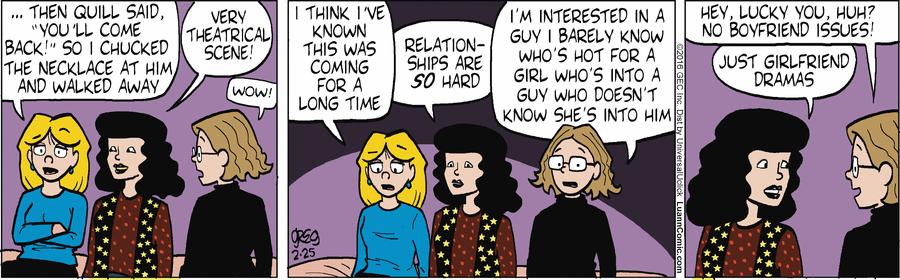 ... THEN QUILL SAID,
"YOU'LL COME
BACK!" SO I CHUCKED
THE NECKLACE AT HIM
AND WALKED AWAY
VERY
THEATRICAL
SCENE!
WOW!
I THINK I'VE
KNOWN
THIS WAS
COMING
FOR A
LONG TIME
RELATION-
SHIPS ARE
SO HARD
I'M INTERESTED IN A
GUY I BARELY KNOW
WHO'S HOT FOR A
GIRL WHO'S INTO A
GUY WHO DOESN'T
KNOW SHE'S INTO HIM
GREG
2•25
©2016 GEC Inc. Dist by UniversalUclick LuannComic.com
HEY, LUCKY YOU, HUH?
NO BOYFRIEND ISSUES!
JUST GIRLFRIEND
DRAMAS